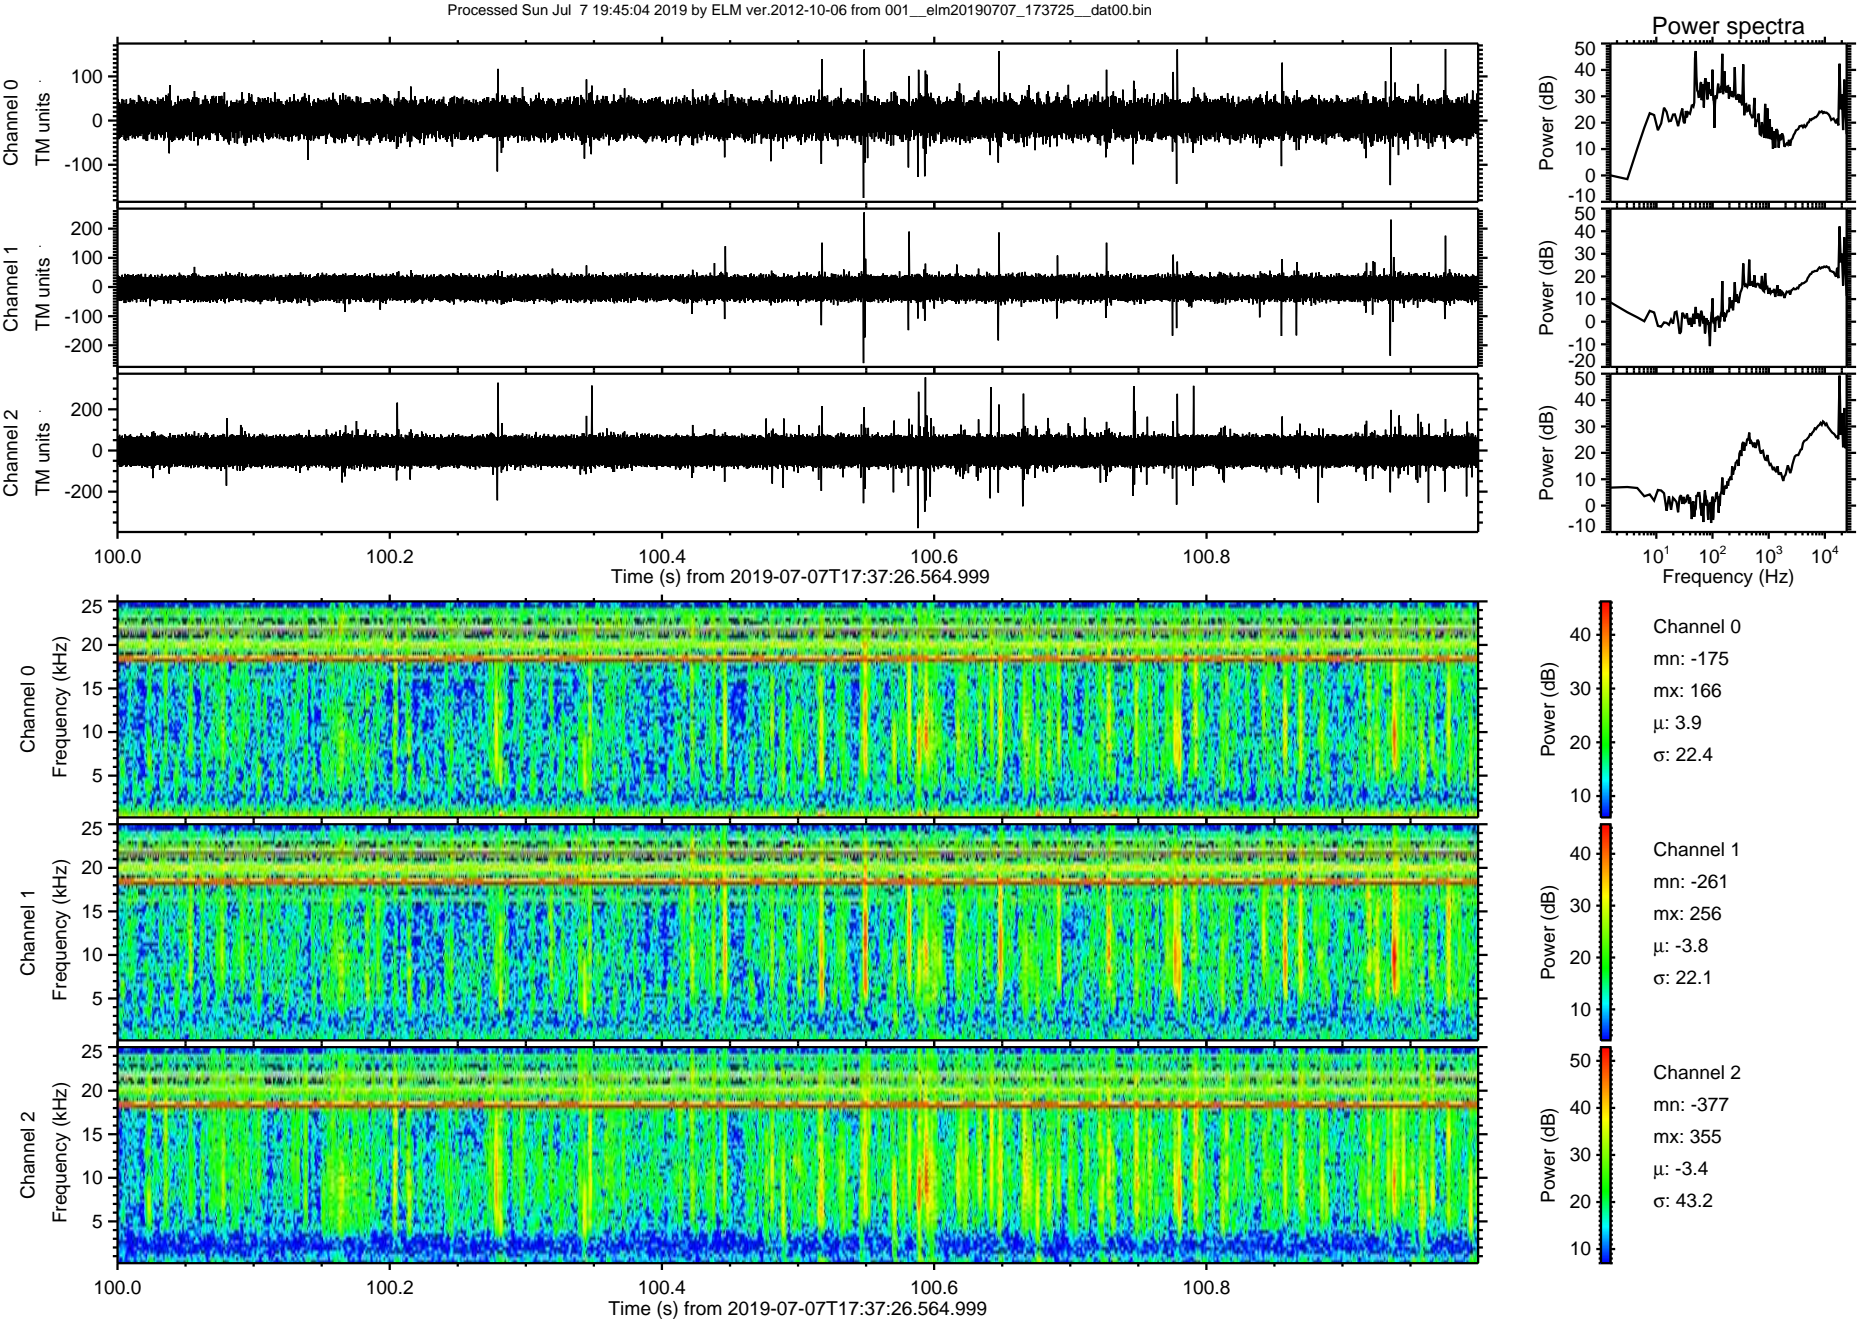 Processed Sun Jul  7 19:45:04 2019 by ELM ver.2012-10-06 from 001__elm20190707_173725__dat00.bin
Power spectra
Channel 0
TM units
100
0
-100
Power (dB)
50
40
30
20
10
0
-10
Channel 1
TM units
200
100
0
-100
-200
Power (dB)
50
40
30
20
10
0
-10
-20
Channel 2
TM units
200
0
-200
Power (dB)
50
40
30
20
10
0
-10
100.0 100.2 100.4 100.6 100.8
Time (s) from 2019-07-07T17:37:26.564.999
10¹ 10² 10³ 10⁴
Frequency (Hz)
Channel 0
Frequency (kHz)
25
20
15
10
5
Power (dB)
40
30
20
10
Channel 0
mn: -175
mx: 166
μ: 3.9
σ: 22.4
Channel 1
Frequency (kHz)
25
20
15
10
5
Power (dB)
40
30
20
10
Channel 1
mn: -261
mx: 256
μ: -3.8
σ: 22.1
Channel 2
Frequency (kHz)
25
20
15
10
5
Power (dB)
50
40
30
20
10
Channel 2
mn: -377
mx: 355
μ: -3.4
σ: 43.2
100.0 100.2 100.4 100.6 100.8
Time (s) from 2019-07-07T17:37:26.564.999